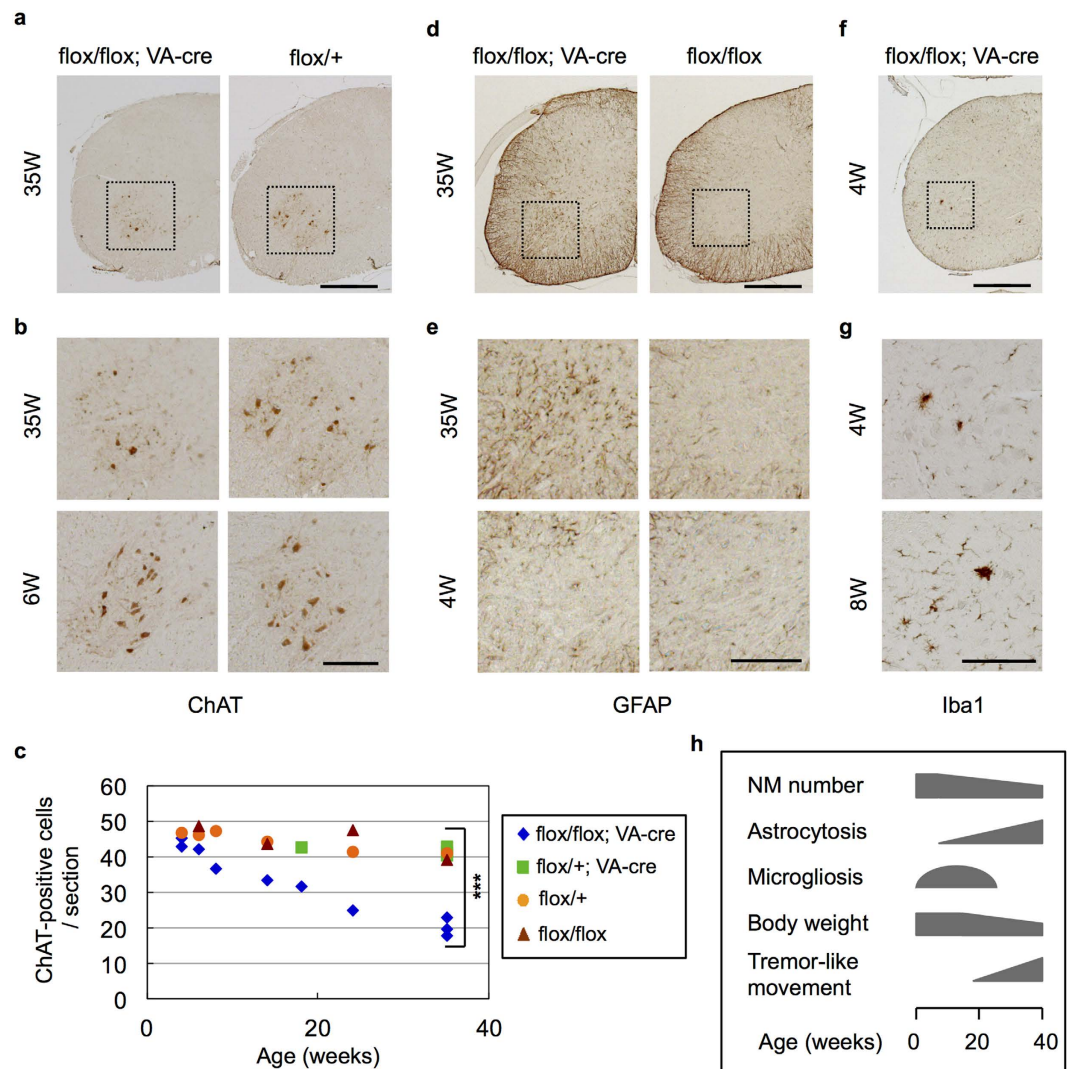 a
flox/flox; VA-cre
flox/+
35W
b
35W
6W
ChAT
d
flox/flox; VA-cre
flox/flox
35W
e
35W
4W
GFAP
f
flox/flox; VA-cre
4W
g
4W
8W
Iba1
c
ChAT-positive cells
/ section
60
50
40
30
20
10
0
0
20
40
Age (weeks)
***
flox/flox; VA-cre
flox/+; VA-cre
flox/+
flox/flox
h
NM number
Astrocytosis
Microgliosis
Body weight
Tremor-like
movement
Age (weeks)
0
20
40